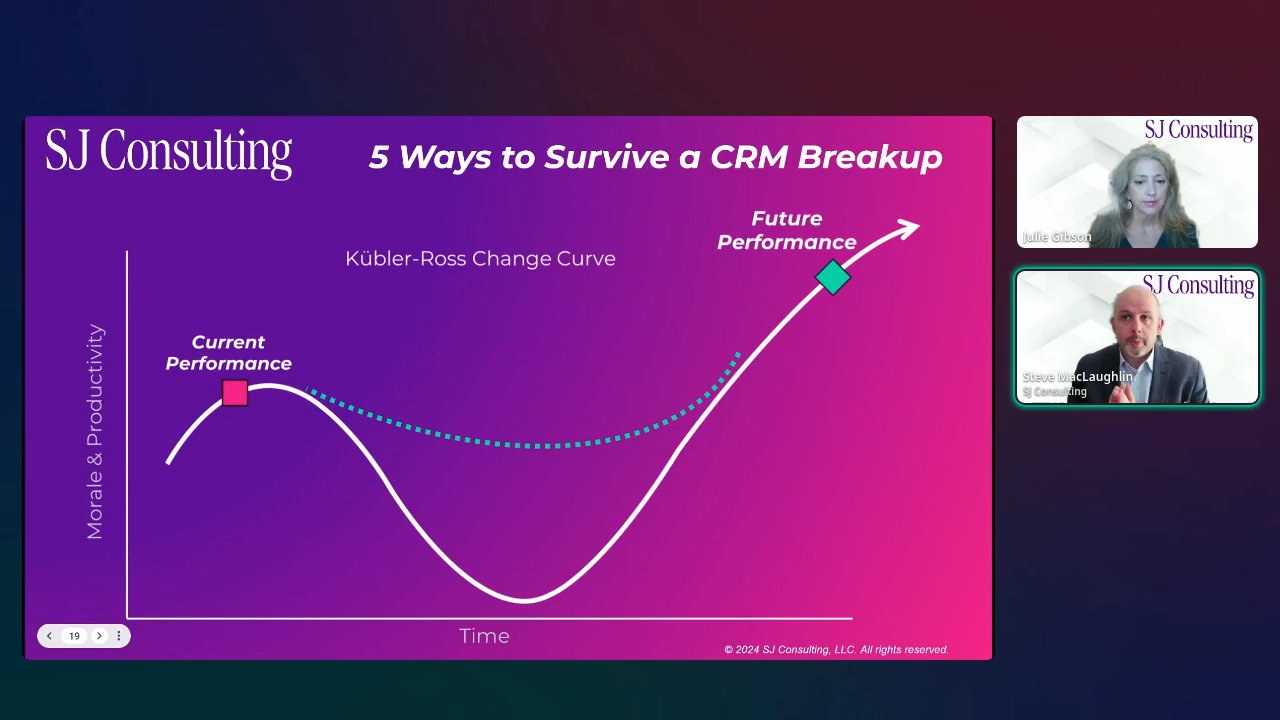 SJ Consulting
5 Ways to Survive a CRM Breakup
Future
Performance
Kübler-Ross Change Curve
Current
Performance
Morale & Productivity
Time
19
© 2024 SJ Consulting, LLC. All rights reserved.
SJ Consulting
Julie Gibson
SJ Consulting
Steve MacLaughlin
SJ Consulting